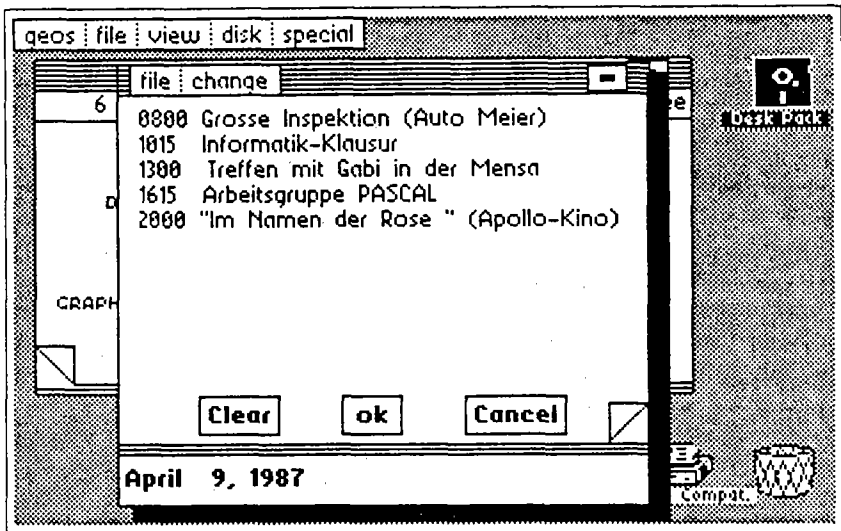 geos file view disk special
file change
6
ee
Desk Pack
0800 Grosse Inspektion (Auto Meier)
1015 Informatik-Klausur
1300 Treffen mit Gabi in der Mensa
1615 Arbeitsgruppe PASCAL
D
2000 "Im Namen der Rose " (Apollo-Kino)
GRAPH
Clear ok Cancel
April 9, 1987
Compat.